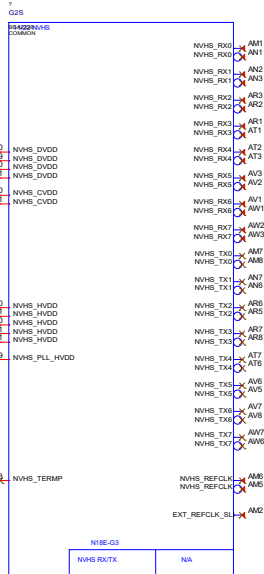 ?
G2S
COMMON
NVHS_RX0 AM1
NVHS_RX0 AN1
NVHS_RX1 AN2
NVHS_RX1 AN3
NVHS_RX2 AR3
NVHS_RX2 AR2
NVHS_RX3 AR1
NVHS_RX3 AT1
NVHS_DVDD NVHS_RX4 AT2
NVHS_DVDD NVHS_RX4 AT3
NVHS_DVDD NVHS_RX5 AV3
NVHS_DVDD NVHS_RX5 AV2
NVHS_CVDD NVHS_RX6 AV1
NVHS_CVDD NVHS_RX6 AW1
NVHS_RX7 AW2
NVHS_RX7 AW3
NVHS_TX0 AM7
NVHS_TX0 AM8
NVHS_TX1 AN7
NVHS_TX1 AN6
NVHS_HVDD NVHS_TX2 AR6
NVHS_HVDD NVHS_TX2 AR5
NVHS_HVDD NVHS_TX3 AR7
NVHS_HVDD NVHS_TX3 AR8
NVHS_HVDD
NVHS_PLL_HVDD NVHS_TX4 AT7
NVHS_TX4 AT6
NVHS_TX5 AV6
NVHS_TX5 AV5
NVHS_TX6 AV7
NVHS_TX6 AV8
NVHS_TX7 AW7
NVHS_TX7 AW6
NVHS_TERMP NVHS_REFCLK AM6
NVHS_REFCLK AM5
EXT_REFCLK_SL AM2
N18E-G3
NVHS RX/TX N/A